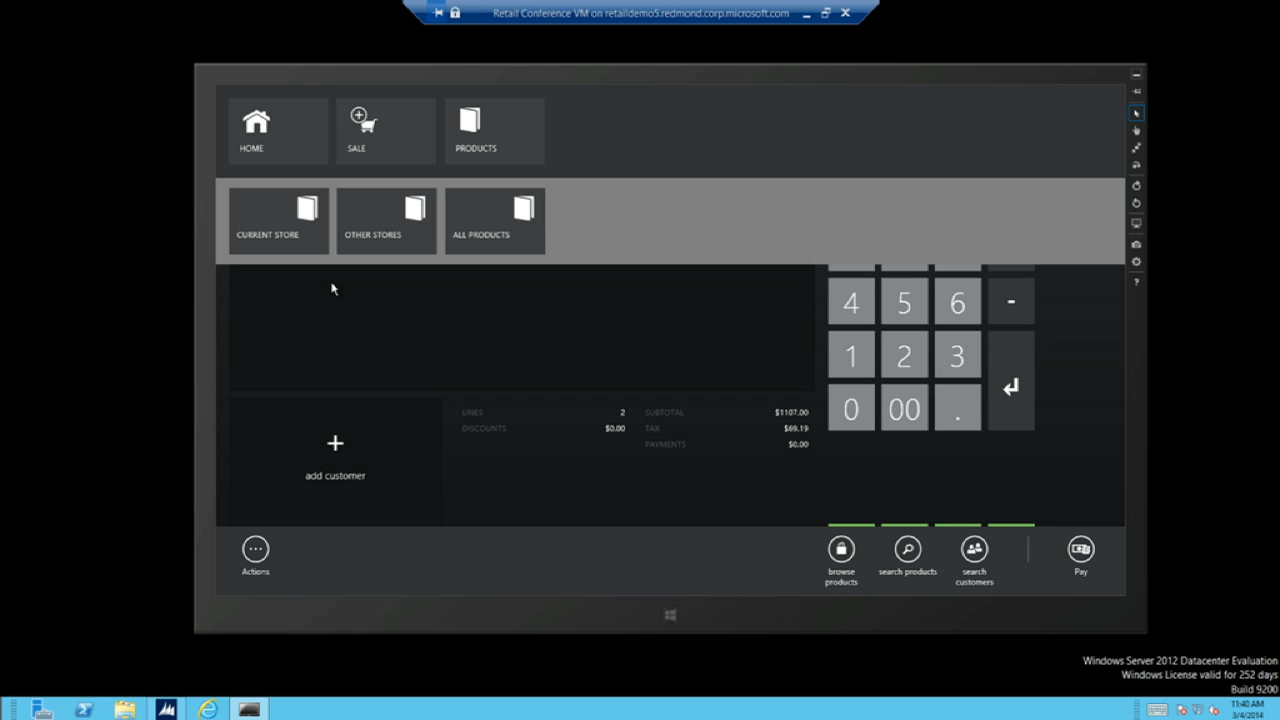 Retail Conference VM on retaildemo5.redmond.corp.microsoft.com
HOME
SALE
PRODUCTS
CURRENT STORE
OTHER STORES
ALL PRODUCTS
4 5 6 -
1 2 3
0 00 .
LINES 2 SUBTOTAL $1107.00
DISCOUNTS $0.00 TAX $69.19
PAYMENTS $0.00
+
add customer
Actions
browse products
search products
search customers
Pay
?
Windows Server 2012 Datacenter Evaluation
Windows License valid for 252 days
Build 9200
11:40 AM
3/4/2014